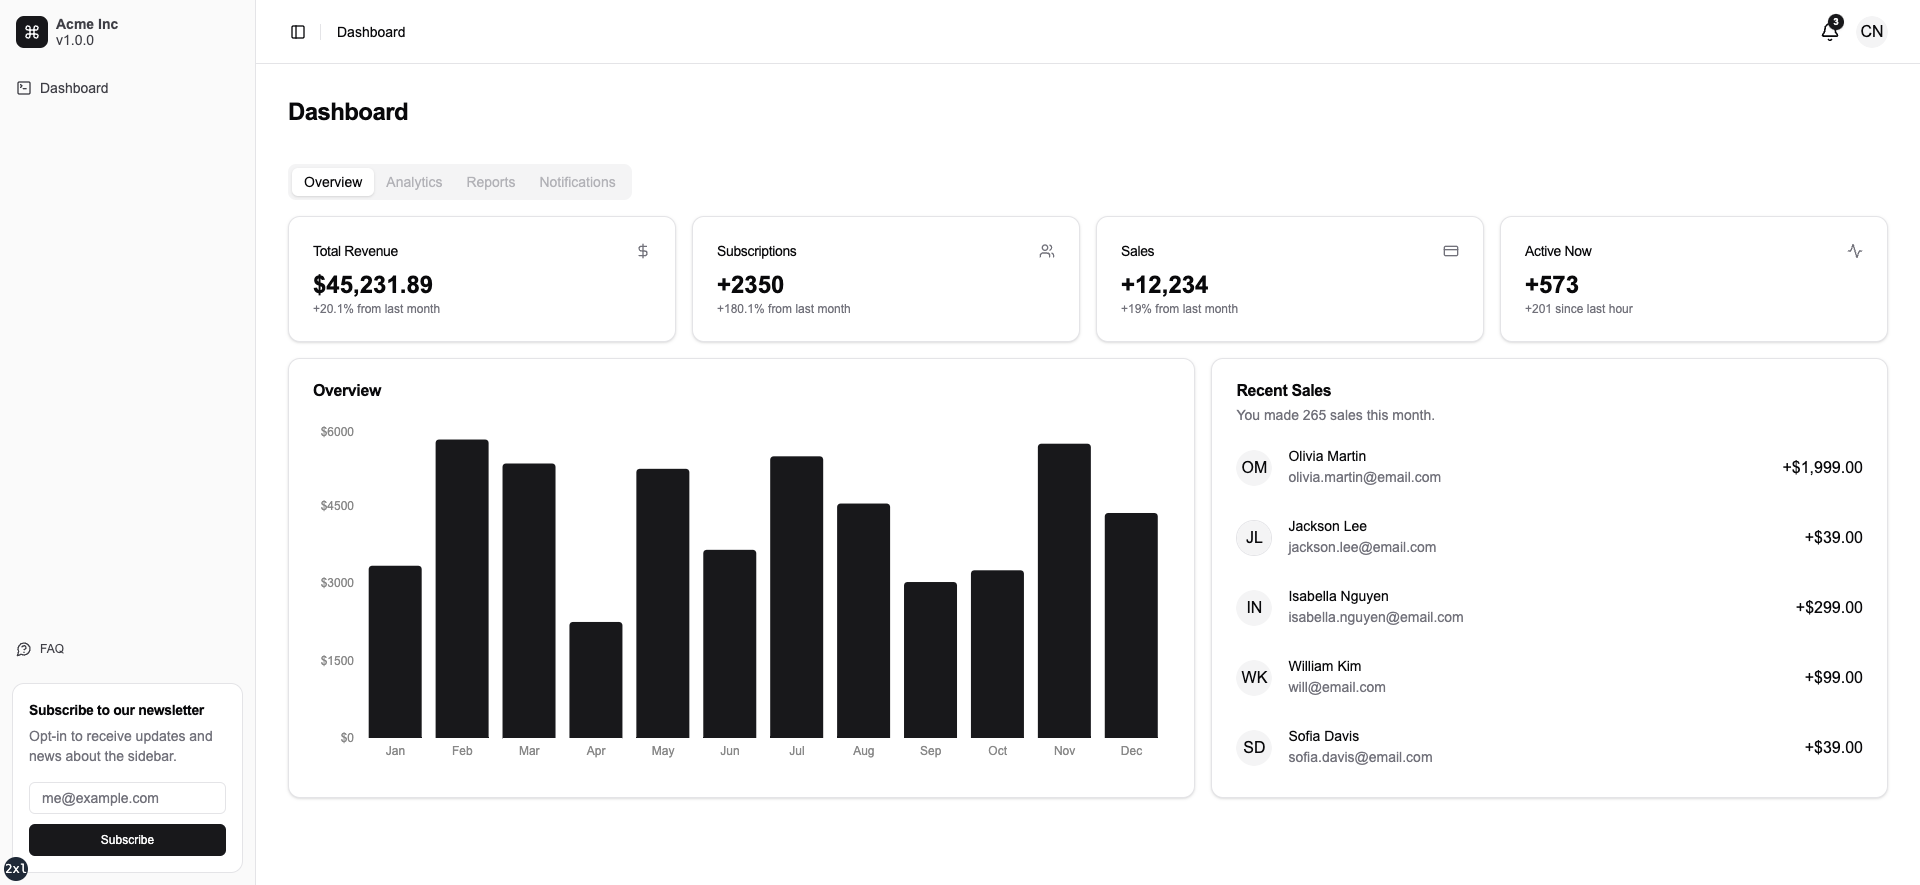 Acme Inc
v1.0.0
Dashboard
FAQ
Subscribe to our newsletter
Opt-in to receive updates and
news about the sidebar.
me@example.com
Subscribe
2xl
Dashboard
3
CN
Dashboard
Overview Analytics Reports Notifications
Total Revenue
$45,231.89
+20.1% from last month
Subscriptions
+2350
+180.1% from last month
Sales
+12,234
+19% from last month
Active Now
+573
+201 since last hour
Overview
$6000
$4500
$3000
$1500
$0
Jan Feb Mar Apr May Jun Jul Aug Sep Oct Nov Dec
Recent Sales
You made 265 sales this month.
OM
Olivia Martin
olivia.martin@email.com
+$1,999.00
JL
Jackson Lee
jackson.lee@email.com
+$39.00
IN
Isabella Nguyen
isabella.nguyen@email.com
+$299.00
WK
William Kim
will@email.com
+$99.00
SD
Sofia Davis
sofia.davis@email.com
+$39.00